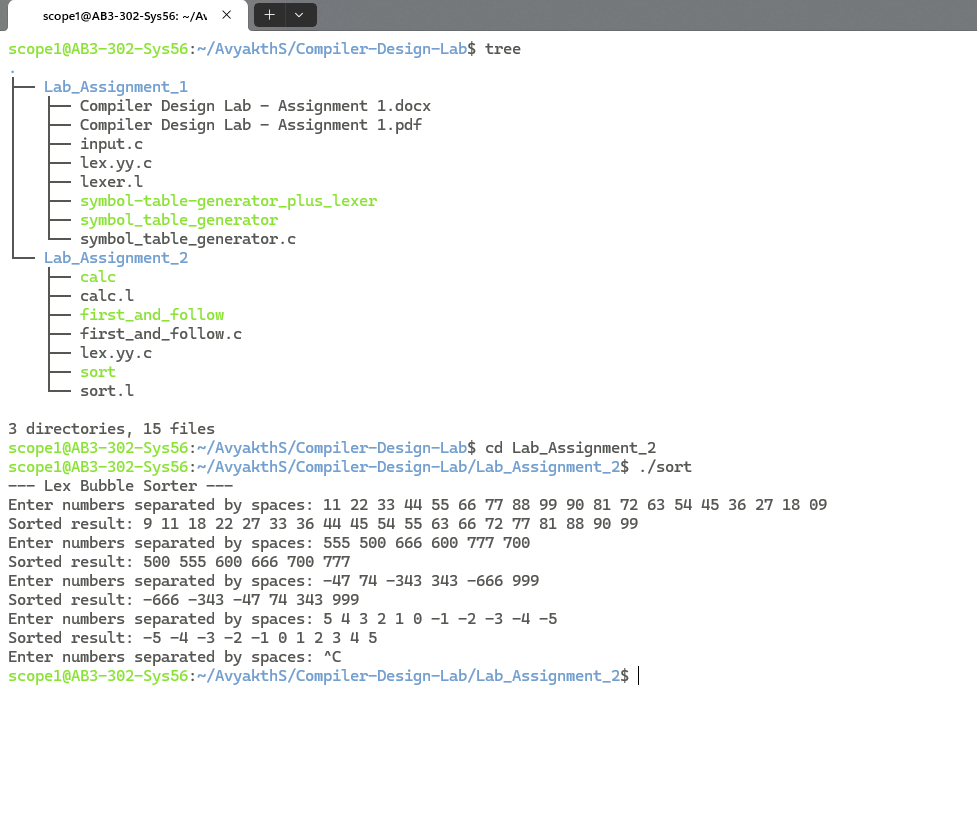 scope1@AB3-302-Sys56: ~/Av
scope1@AB3-302-Sys56:~/AvyakthS/Compiler-Design-Lab$ tree
.
├── Lab_Assignment_1
│   ├── Compiler Design Lab - Assignment 1.docx
│   ├── Compiler Design Lab - Assignment 1.pdf
│   ├── input.c
│   ├── lex.yy.c
│   ├── lexer.l
│   ├── symbol-table-generator_plus_lexer
│   ├── symbol_table_generator
│   └── symbol_table_generator.c
└── Lab_Assignment_2
    ├── calc
    ├── calc.l
    ├── first_and_follow
    ├── first_and_follow.c
    ├── lex.yy.c
    ├── sort
    └── sort.l
3 directories, 15 files
scope1@AB3-302-Sys56:~/AvyakthS/Compiler-Design-Lab$ cd Lab_Assignment_2
scope1@AB3-302-Sys56:~/AvyakthS/Compiler-Design-Lab/Lab_Assignment_2$ ./sort
--- Lex Bubble Sorter ---
Enter numbers separated by spaces: 11 22 33 44 55 66 77 88 99 90 81 72 63 54 45 36 27 18 09
Sorted result: 9 11 18 22 27 33 36 44 45 54 55 63 66 72 77 81 88 90 99
Enter numbers separated by spaces: 555 500 666 600 777 700
Sorted result: 500 555 600 666 700 777
Enter numbers separated by spaces: -47 74 -343 343 -666 999
Sorted result: -666 -343 -47 74 343 999
Enter numbers separated by spaces: 5 4 3 2 1 0 -1 -2 -3 -4 -5
Sorted result: -5 -4 -3 -2 -1 0 1 2 3 4 5
Enter numbers separated by spaces: ^C
scope1@AB3-302-Sys56:~/AvyakthS/Compiler-Design-Lab/Lab_Assignment_2$